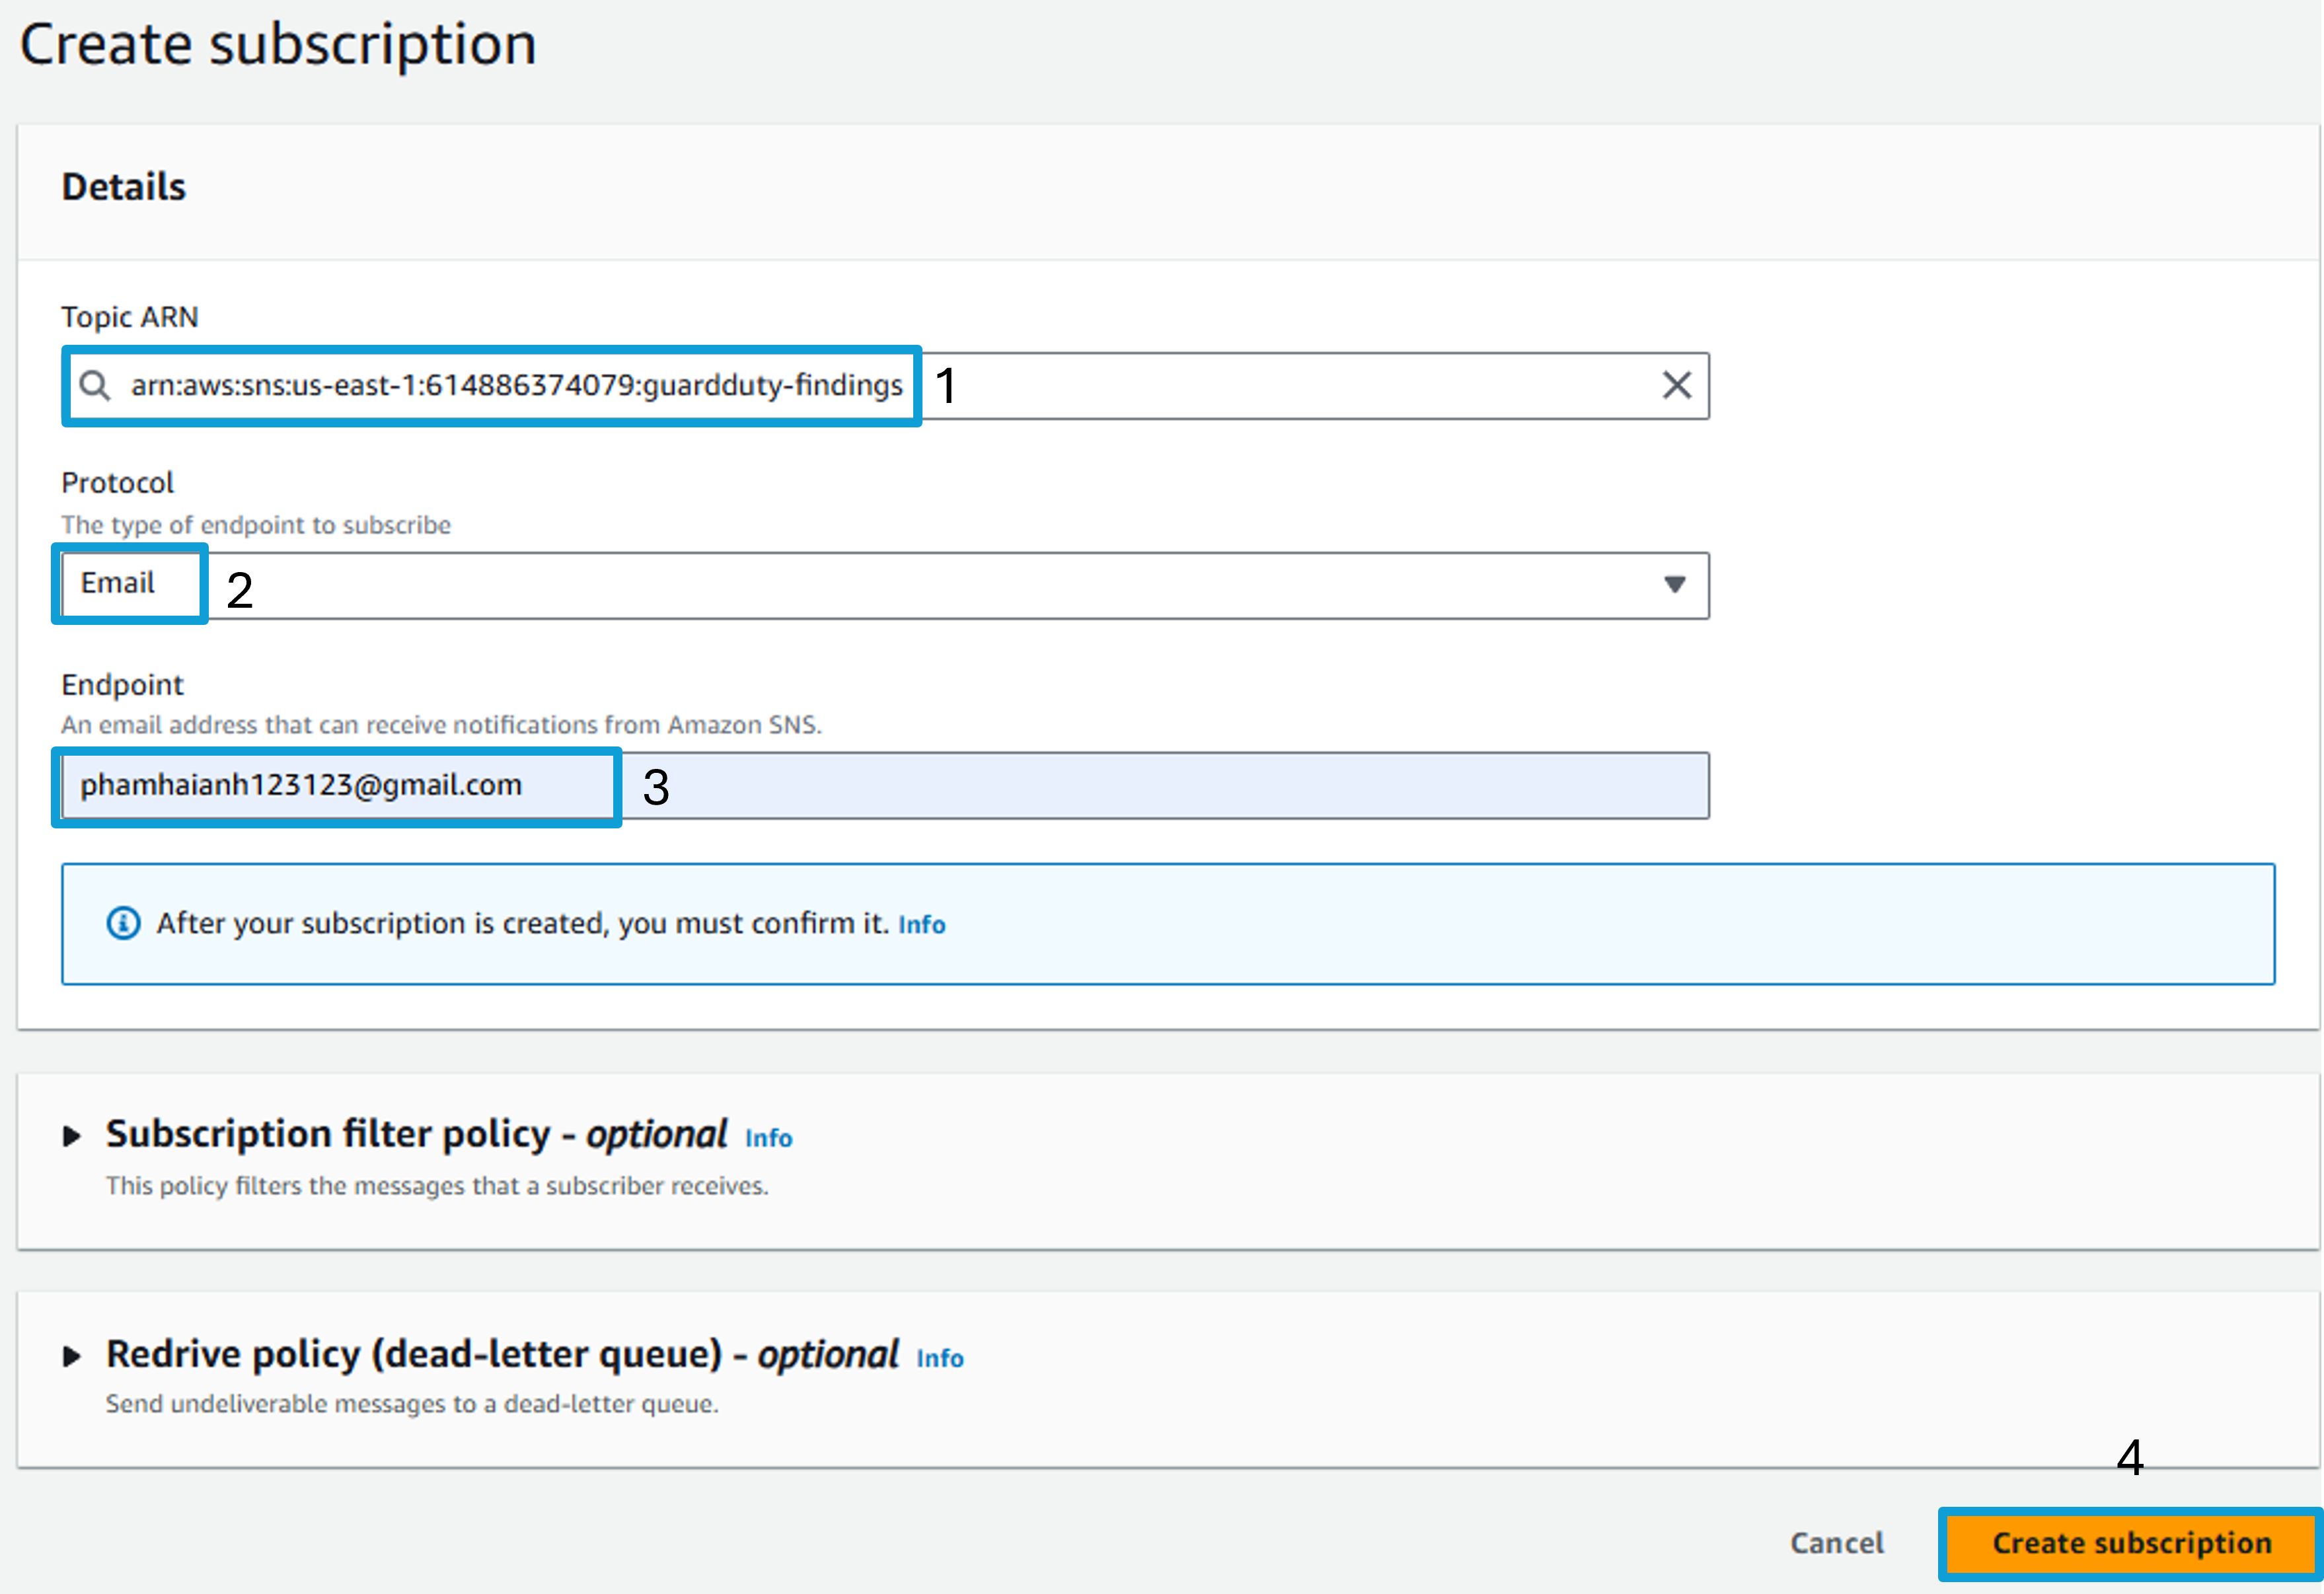 Create subscription
Details
Topic ARN
arn:aws:sns:us-east-1:614886374079:guardduty-findings 1
Protocol
The type of endpoint to subscribe
Email 2
Endpoint
An email address that can receive notifications from Amazon SNS.
phamhaianh123123@gmail.com 3
After your subscription is created, you must confirm it. Info
Subscription filter policy - optional Info
This policy filters the messages that a subscriber receives.
Redrive policy (dead-letter queue) - optional Info
Send undeliverable messages to a dead-letter queue.
4
Cancel Create subscription